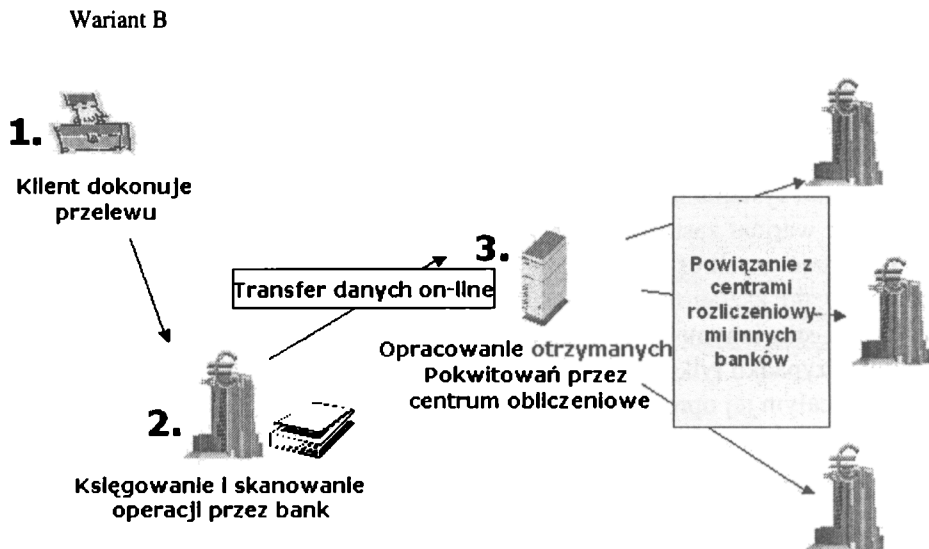 Wariant B
1.
Klient dokonuje
przelewu
Transfer danych on-line
3.
Opracowanie otrzymanych
Pokwitowań przez
centrum obliczeniowe
Powiązanie z
centrami
rozliczeniowy-
mi innych
banków
2.
Księgowanie i skanowanie
operacji przez bank